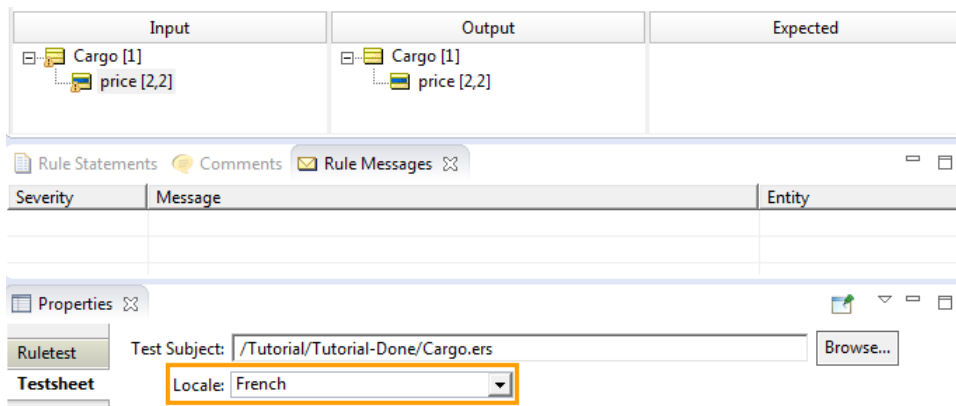 Input Output Expected
Cargo [1] Cargo [1]
price [2,2] price [2,2]
Rule Statements Comments Rule Messages
Severity Message Entity
Properties
Ruletest Test Subject: /Tutorial/Tutorial-Done/Cargo.ers Browse...
Testsheet Locale: French